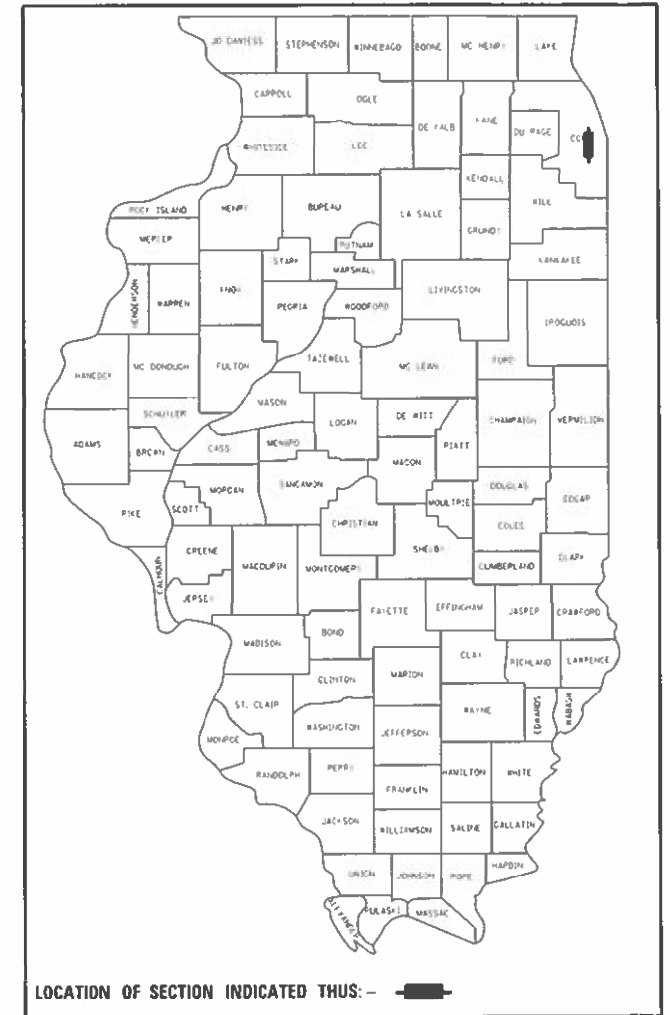 JO DAVIESS STEPHENSON WINNEBAGO BOONE MC HENRY LAKE
CARROLL OGLE
DE KALB KANE DU PAGE CO
WHITESIDE LEE
KENDALL
ROCK ISLAND HENRY BUREAU LA SALLE WILL
GRUNDY
MERCER PUTNAM
STARK MARSHALL KANKAKEE
HENDERSON WARREN KNOX PEORIA WOODFORD LIVINGSTON
IROQUOIS
HANCOCK MC DONOUGH FULTON TAZEWELL MC LEAN FORD
MASON
SCHUYLER LOGAN DE WITT CHAMPAIGN VERMILION
ADAMS BROWN CASS MENARD MACON PIATT
MORGAN SANGAMON DOUGLAS EDGAR
PIKE SCOTT CHRISTIAN MOULTRIE
COLES
GREENE MACOUPIN MONTGOMERY SHELBY CUMBERLAND CLARK
CALHOUN
JERSEY FAYETTE EFFINGHAM JASPER CRAWFORD
MADISON BOND
CLAY RICHLAND LAWRENCE
CLINTON MARION
ST. CLAIR WAYNE EDWARDS WABASH
WASHINGTON JEFFERSON
MONROE
RANDOLPH PERRY HAMILTON WHITE
FRANKLIN
JACKSON WILLIAMSON SALINE GALLATIN
UNION JOHNSON POPE HARDIN
ALEXANDER PULASKI MASSAC
LOCATION OF SECTION INDICATED THUS: -